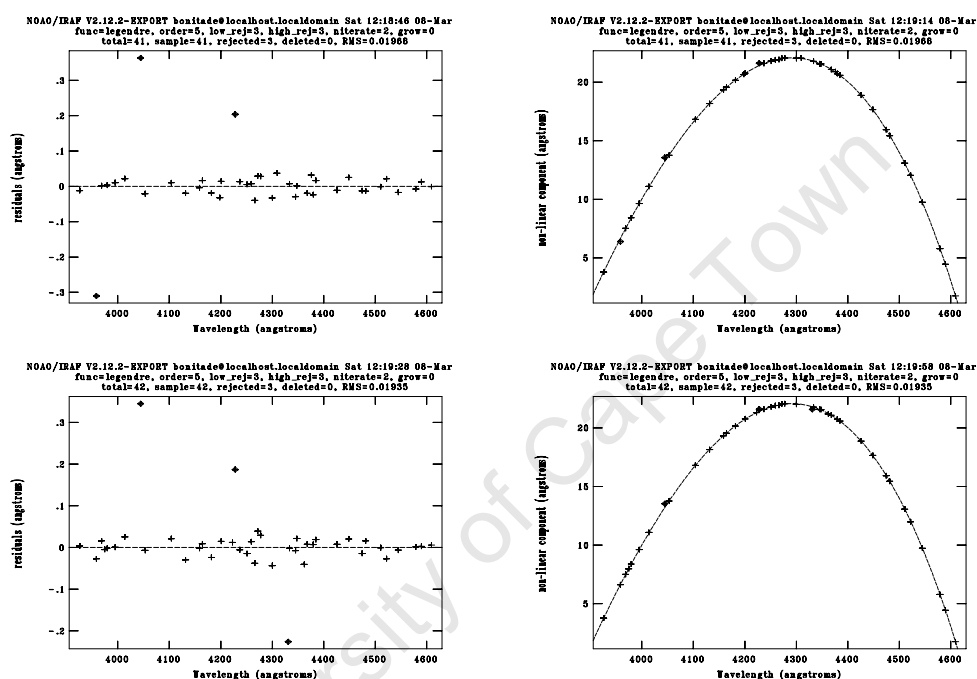 NOAO/IRAF V2.12.2-EXPORT bonitade@localhost.localdomain Sat 12:18:46 08-Mar
func=legendre, order=5, low_rej=3, high_rej=3, niterate=2, grow=0
total=41, sample=41, rejected=3, deleted=0, RMS=0.01968
residuals (angstroms)
.3
.2
.1
0
-.1
-.2
-.3
4000 4100 4200 4300 4400 4500 4600
Wavelength (angstroms)
NOAO/IRAF V2.12.2-EXPORT bonitade@localhost.localdomain Sat 12:19:14 08-Mar
func=legendre, order=5, low_rej=3, high_rej=3, niterate=2, grow=0
total=41, sample=41, rejected=3, deleted=0, RMS=0.01968
non-linear component (angstroms)
20
15
10
5
4000 4100 4200 4300 4400 4500 4600
Wavelength (angstroms)
NOAO/IRAF V2.12.2-EXPORT bonitade@localhost.localdomain Sat 12:19:28 08-Mar
func=legendre, order=5, low_rej=3, high_rej=3, niterate=2, grow=0
total=42, sample=42, rejected=3, deleted=0, RMS=0.01935
residuals (angstroms)
.3
.2
.1
0
-.1
-.2
4000 4100 4200 4300 4400 4500 4600
Wavelength (angstroms)
NOAO/IRAF V2.12.2-EXPORT bonitade@localhost.localdomain Sat 12:19:58 08-Mar
func=legendre, order=5, low_rej=3, high_rej=3, niterate=2, grow=0
total=42, sample=42, rejected=3, deleted=0, RMS=0.01935
non-linear component (angstroms)
20
15
10
5
4000 4100 4200 4300 4400 4500 4600
Wavelength (angstroms)
ersity of Cape Town